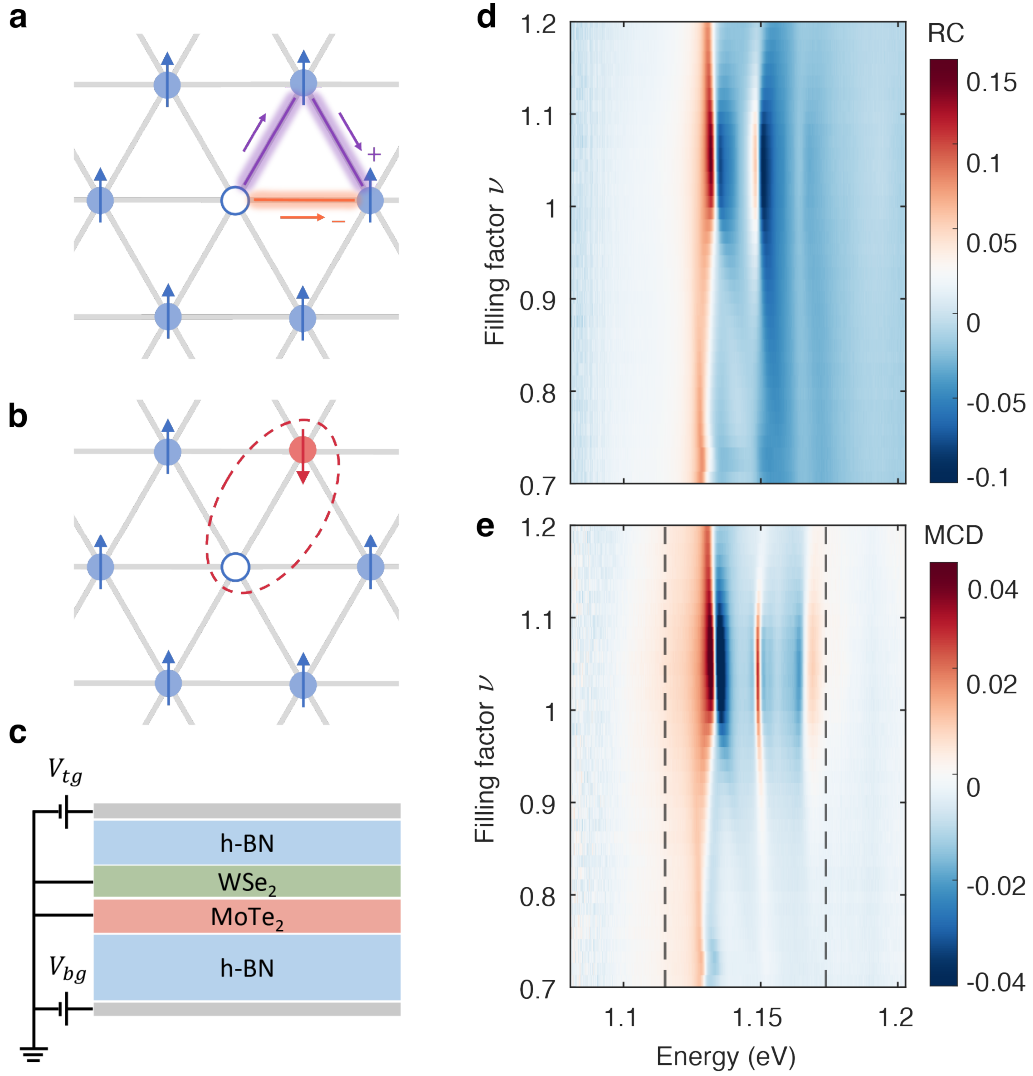 a
+
−
b
c
V_tg
h-BN
WSe₂
MoTe₂
h-BN
V_bg
d
1.2
1.1
1
0.9
0.8
0.7
Filling factor ν
RC
0.15
0.1
0.05
0
-0.05
-0.1
e
1.2
1.1
1
0.9
0.8
0.7
Filling factor ν
1.1
1.15
1.2
Energy (eV)
MCD
0.04
0.02
0
-0.02
-0.04